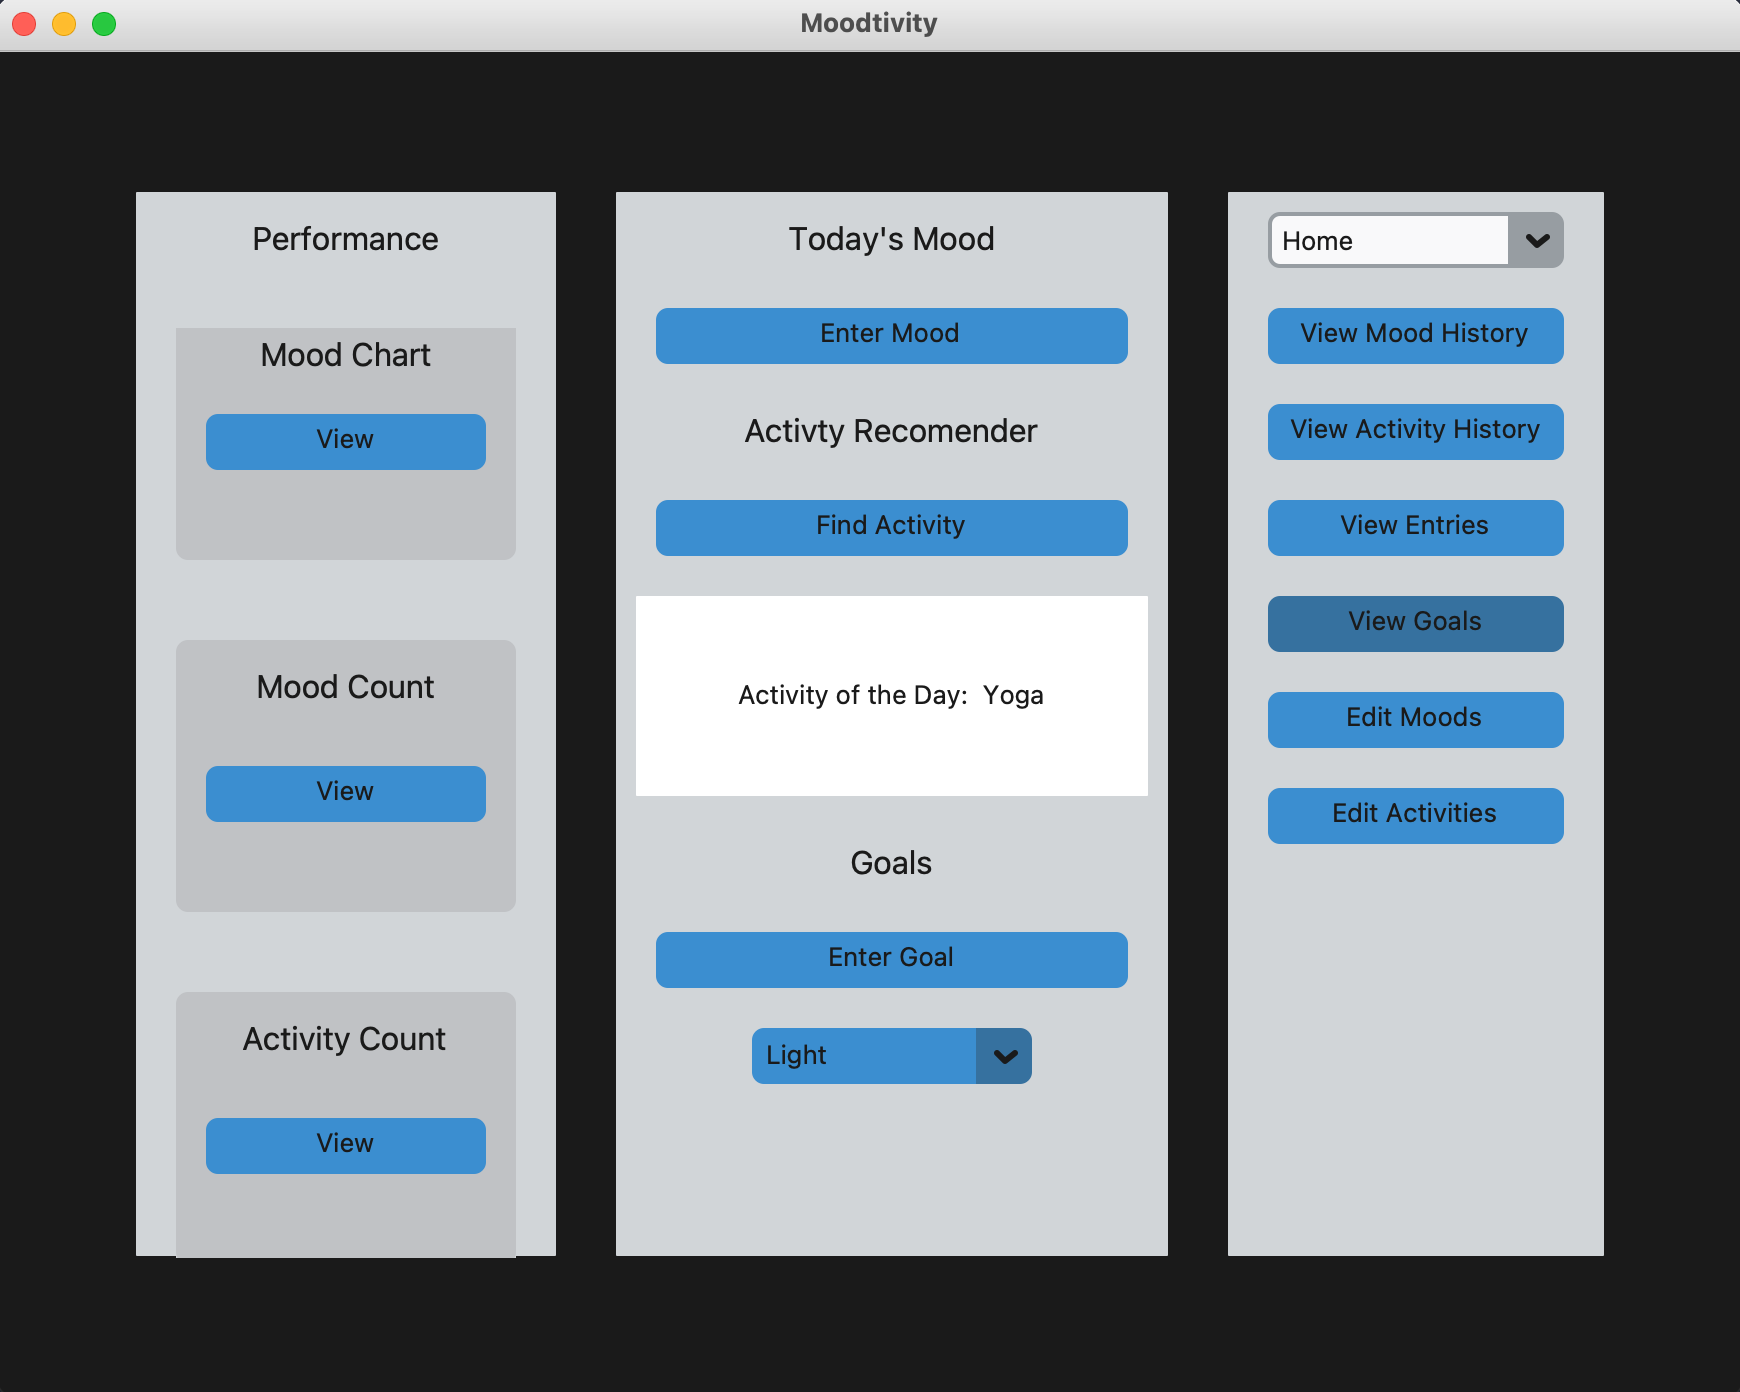 Moodtivity
Performance
Mood Chart
View
Mood Count
View
Activity Count
View
Today's Mood
Enter Mood
Activty Recomender
Find Activity
Activity of the Day:  Yoga
Goals
Enter Goal
Light
Home
View Mood History
View Activity History
View Entries
View Goals
Edit Moods
Edit Activities